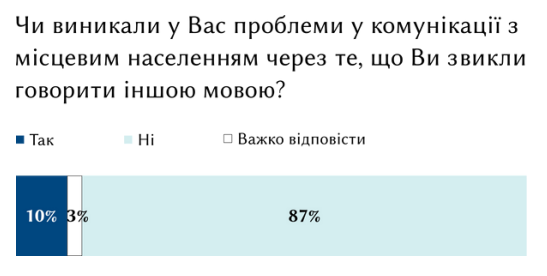 Чи виникали у Вас проблеми у комунікації з
місцевим населенням через те, що Ви звикли
говорити іншою мовою?
Так Ні Важко відповісти
10% 3% 87%